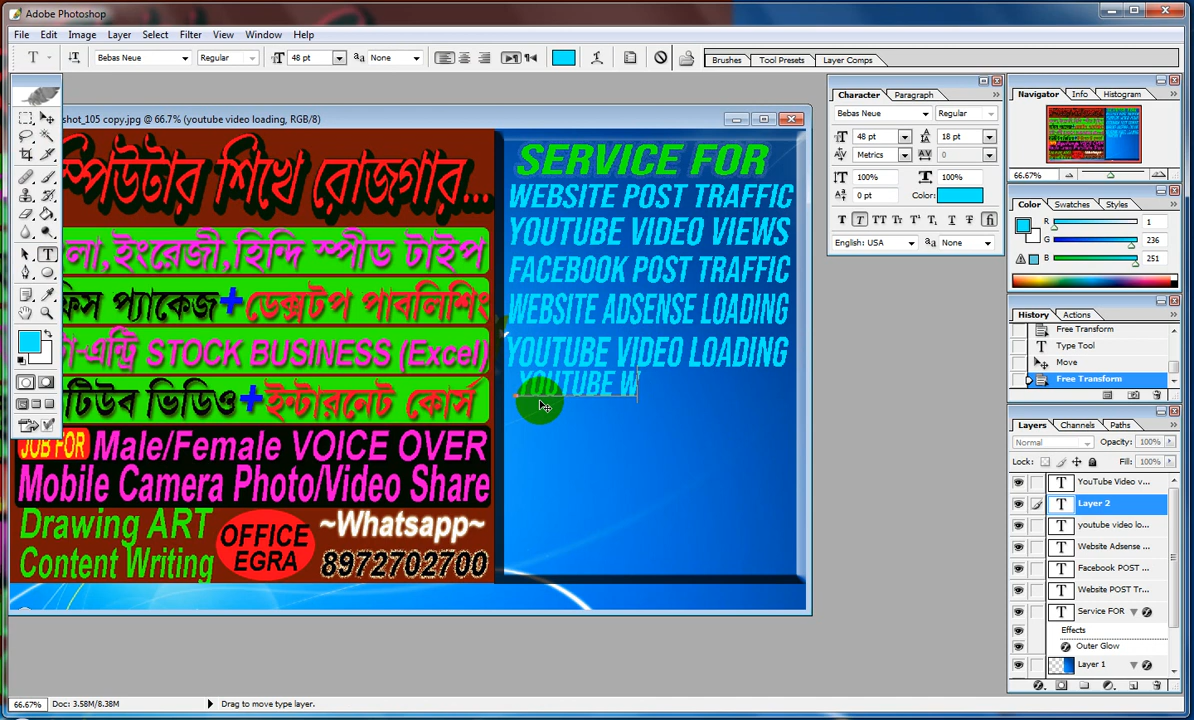 Adobe Photoshop
File Edit Image Layer Select Filter View Window Help
T Bebas Neue Regular 48 pt aa None Brushes Tool Presets Layer Comps
shot_105 copy.jpg @ 66.7% (youtube video loading, RGB/8)
স্পিউটার শিখে রোজগার...
লা,ইংরেজী,হিন্দি স্পীড টাইপ
ফিস প্যাকেজ+ডেক্সটপ পাবলিশিং
টা-এন্ট্রি STOCK BUSINESS (Excel)
টিউব ভিডিও+ইন্টারনেট কোর্স
JOB FOR Male/Female VOICE OVER
Mobile Camera Photo/Video Share
Drawing ART
Content Writing
OFFICE
EGRA
~Whatsapp~
8972702700
SERVICE FOR
WEBSITE POST TRAFFIC
YOUTUBE VIDEO VIEWS
FACEBOOK POST TRAFFIC
WEBSITE ADSENSE LOADING
YOUTUBE VIDEO LOADING
YOUTUBE W
Character Paragraph
Bebas Neue Regular
48 pt 18 pt
Metrics 0
100% 100%
0 pt Color:
T T TT Tr T¹ T₁ T T fi
English: USA aa None
Navigator Info Histogram
66.67%
Color Swatches Styles
R 1
G 236
B 251
History Actions
Free Transform
Type Tool
Move
Free Transform
Layers Channels Paths
Normal Opacity: 100%
Lock: Fill: 100%
T YouTube Video v...
T Layer 2
T youtube video lo...
T Website Adsense ...
T Facebook POST ...
T Website POST Tr...
T Service FOR
Effects
Outer Glow
Layer 1
66.67% Doc: 3.58M/8.38M Drag to move type layer.